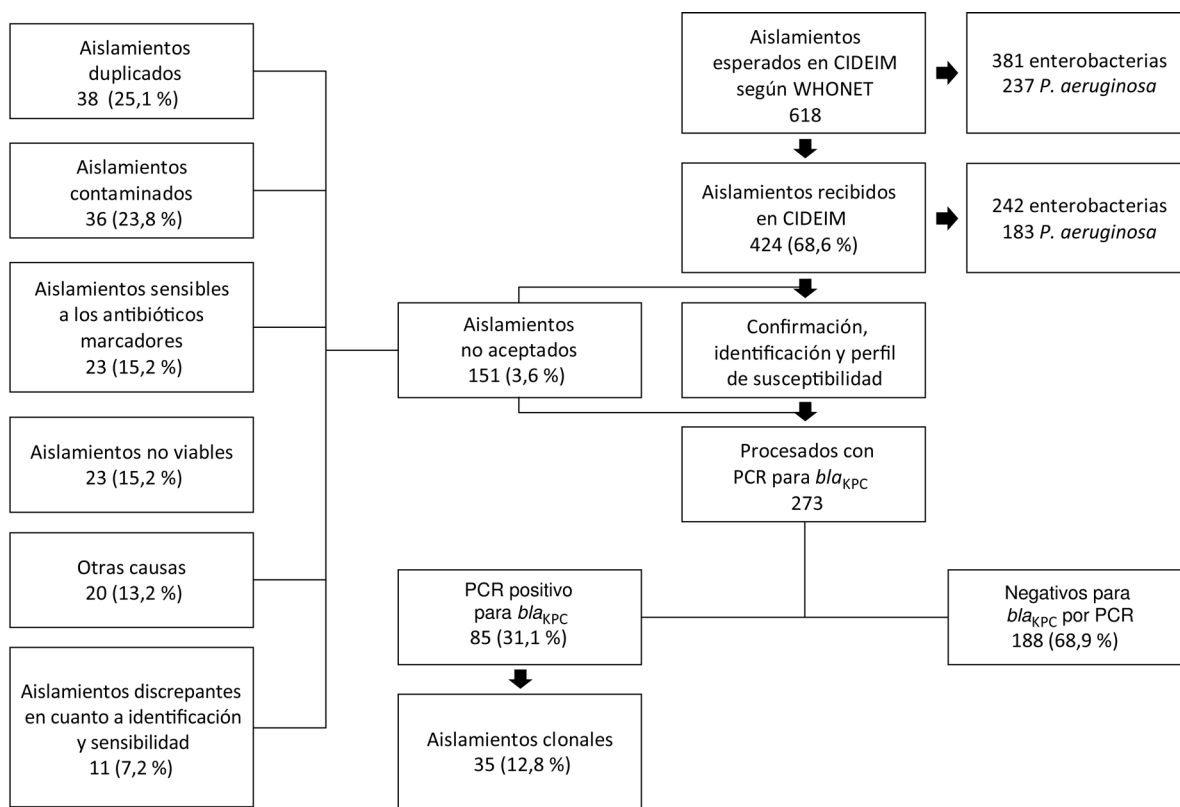 Aislamientos
duplicados
38 (25,1 %)
Aislamientos
contaminados
36 (23,8 %)
Aislamientos sensibles
a los antibióticos
marcadores
23 (15,2 %)
Aislamientos no viables
23 (15,2 %)
Otras causas
20 (13,2 %)
Aislamientos discrepantes
en cuanto a identificación
y sensibilidad
11 (7,2 %)
Aislamientos
no aceptados
151 (3,6 %)
Aislamientos
esperados en CIDEIM
según WHONET
618
381 enterobacterias
237 P. aeruginosa
Aislamientos recibidos
en CIDEIM
424 (68,6 %)
242 enterobacterias
183 P. aeruginosa
Confirmación,
identificación y perfil
de susceptibilidad
Procesados con
PCR para blaKPC
273
PCR positivo
para blaKPC
85 (31,1 %)
Negativos para
blaKPC por PCR
188 (68,9 %)
Aislamientos clonales
35 (12,8 %)